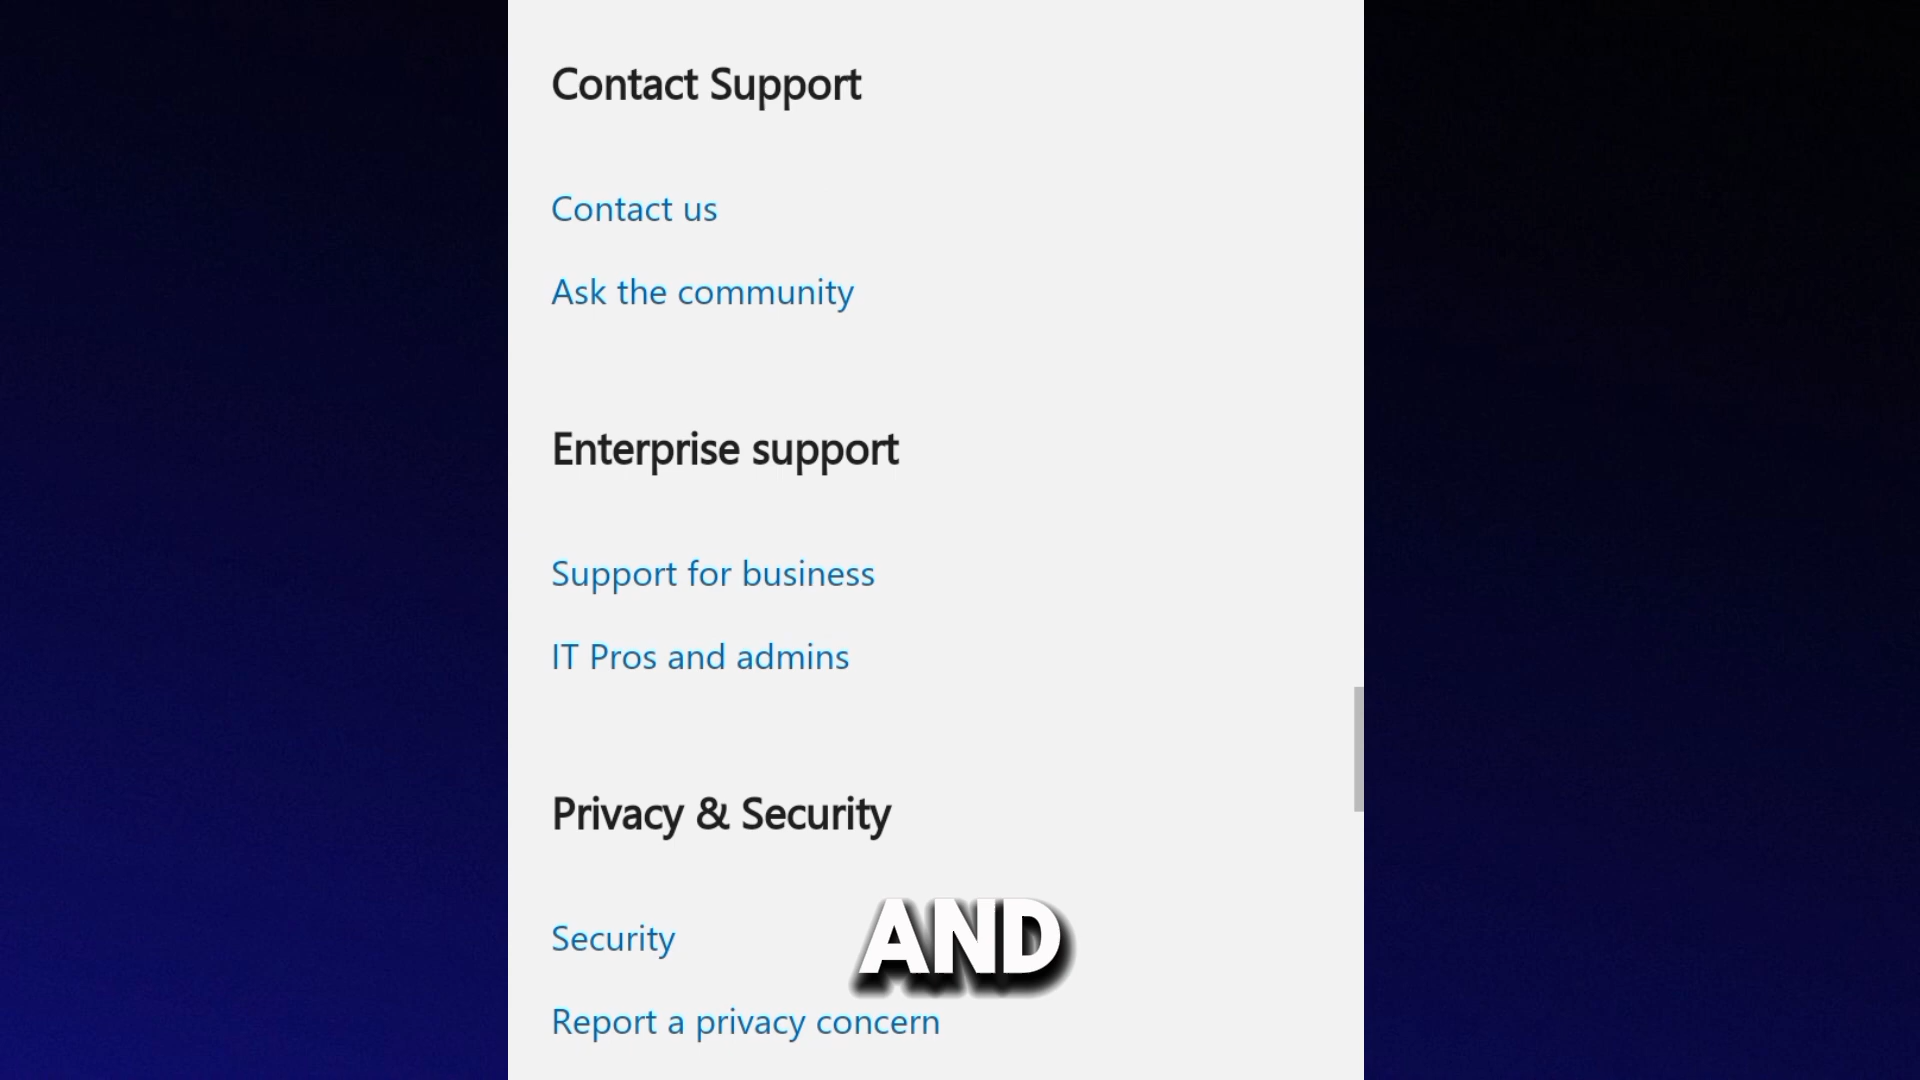 Contact Support
Contact us
Ask the community
Enterprise support
Support for business
IT Pros and admins
Privacy & Security
Security
AND
Report a privacy concern